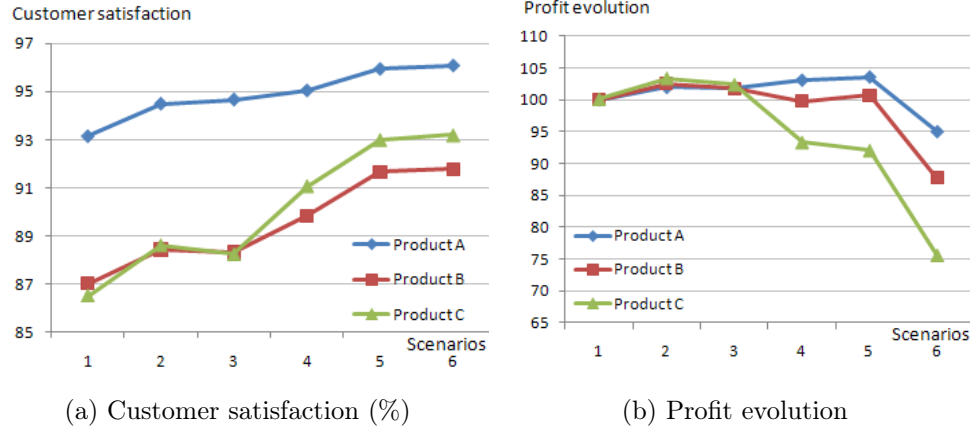 Customer satisfaction
97
95
93
91
89
87
85
Product A
Product B
Product C
Scenarios
1 2 3 4 5 6
(a) Customer satisfaction (%)
Profit evolution
110
105
100
95
90
85
80
75
70
65
Product A
Product B
Product C
Scenarios
1 2 3 4 5 6
(b) Profit evolution